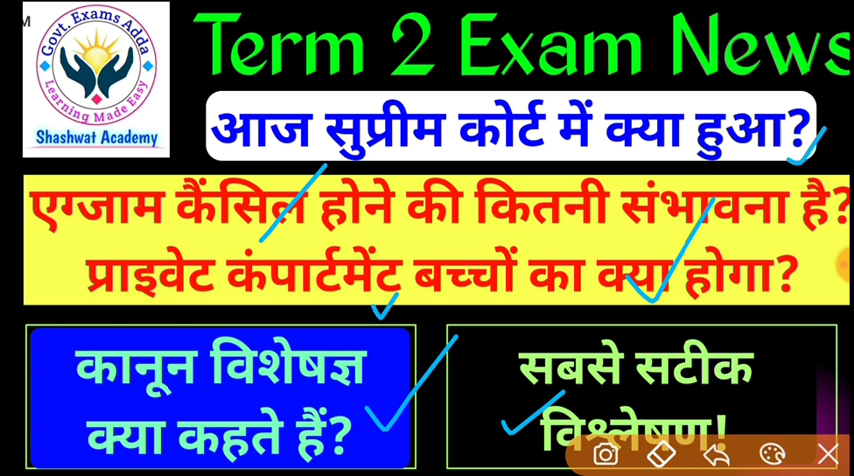 M
Govt. Exams Adda
Learning Made Easy
Shashwat Academy
Term 2 Exam News
आज सुप्रीम कोर्ट में क्या हुआ?
एग्जाम कैंसिल होने की कितनी संभावना है?
प्राइवेट कंपार्टमेंट बच्चों का क्या होगा?
कानून विशेषज्ञ
क्या कहते हैं?
सबसे सटीक
विश्लेषण!